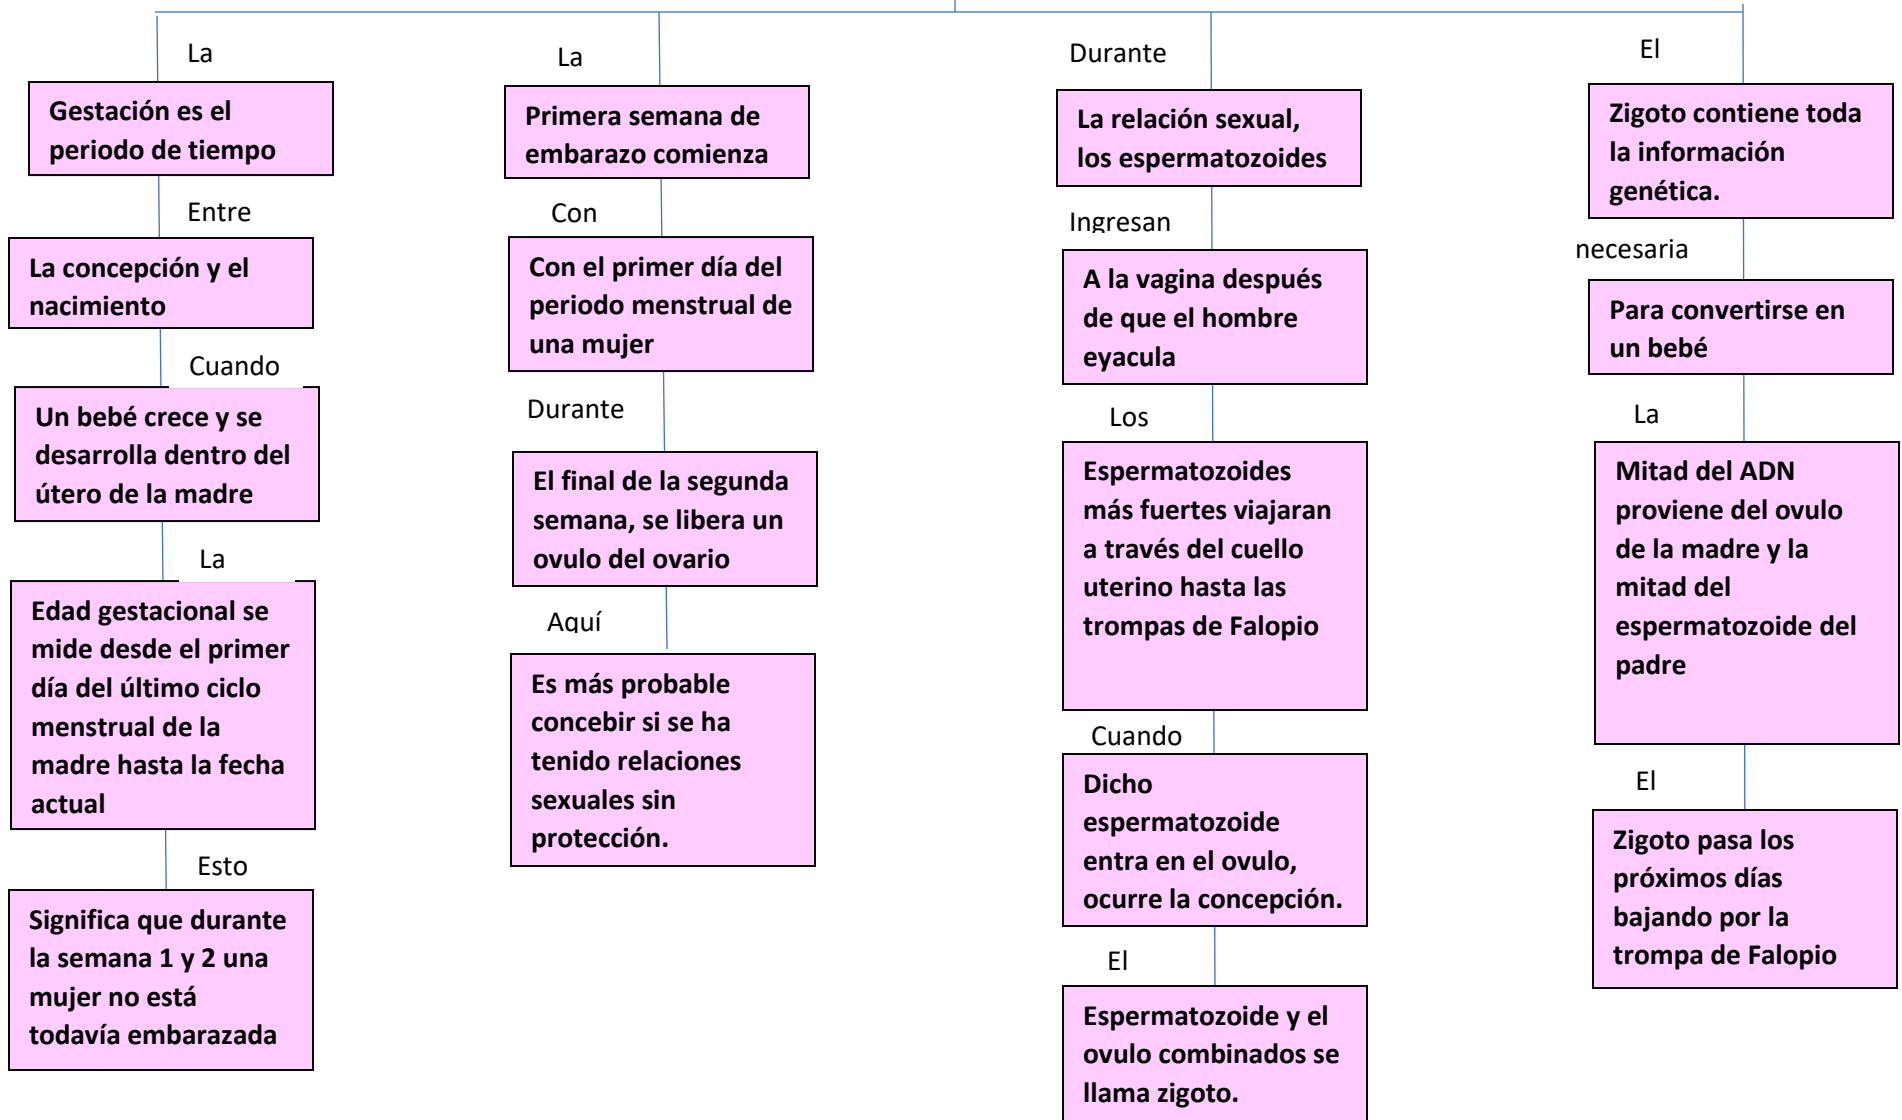 La
Gestación es el
periodo de tiempo
Entre
La concepción y el
nacimiento
Cuando
Un bebé crece y se
desarrolla dentro del
útero de la madre
La
Edad gestacional se
mide desde el primer
día del último ciclo
menstrual de la
madre hasta la fecha
actual
Esto
Significa que durante
la semana 1 y 2 una
mujer no está
todavía embarazada
La
Primera semana de
embarazo comienza
Con
Con el primer día del
periodo menstrual de
una mujer
Durante
El final de la segunda
semana, se libera un
ovulo del ovario
Aquí
Es más probable
concebir si se ha
tenido relaciones
sexuales sin
protección.
Durante
La relación sexual,
los espermatozoides
Ingresan
A la vagina después
de que el hombre
eyacula
Los
Espermatozoides
más fuertes viajaran
a través del cuello
uterino hasta las
trompas de Falopio
Cuando
Dicho
espermatozoide
entra en el ovulo,
ocurre la concepción.
El
Espermatozoide y el
ovulo combinados se
llama zigoto.
El
Zigoto contiene toda
la información
genética.
necesaria
Para convertirse en
un bebé
La
Mitad del ADN
proviene del ovulo
de la madre y la
mitad del
espermatozoide del
padre
El
Zigoto pasa los
próximos días
bajando por la
trompa de Falopio